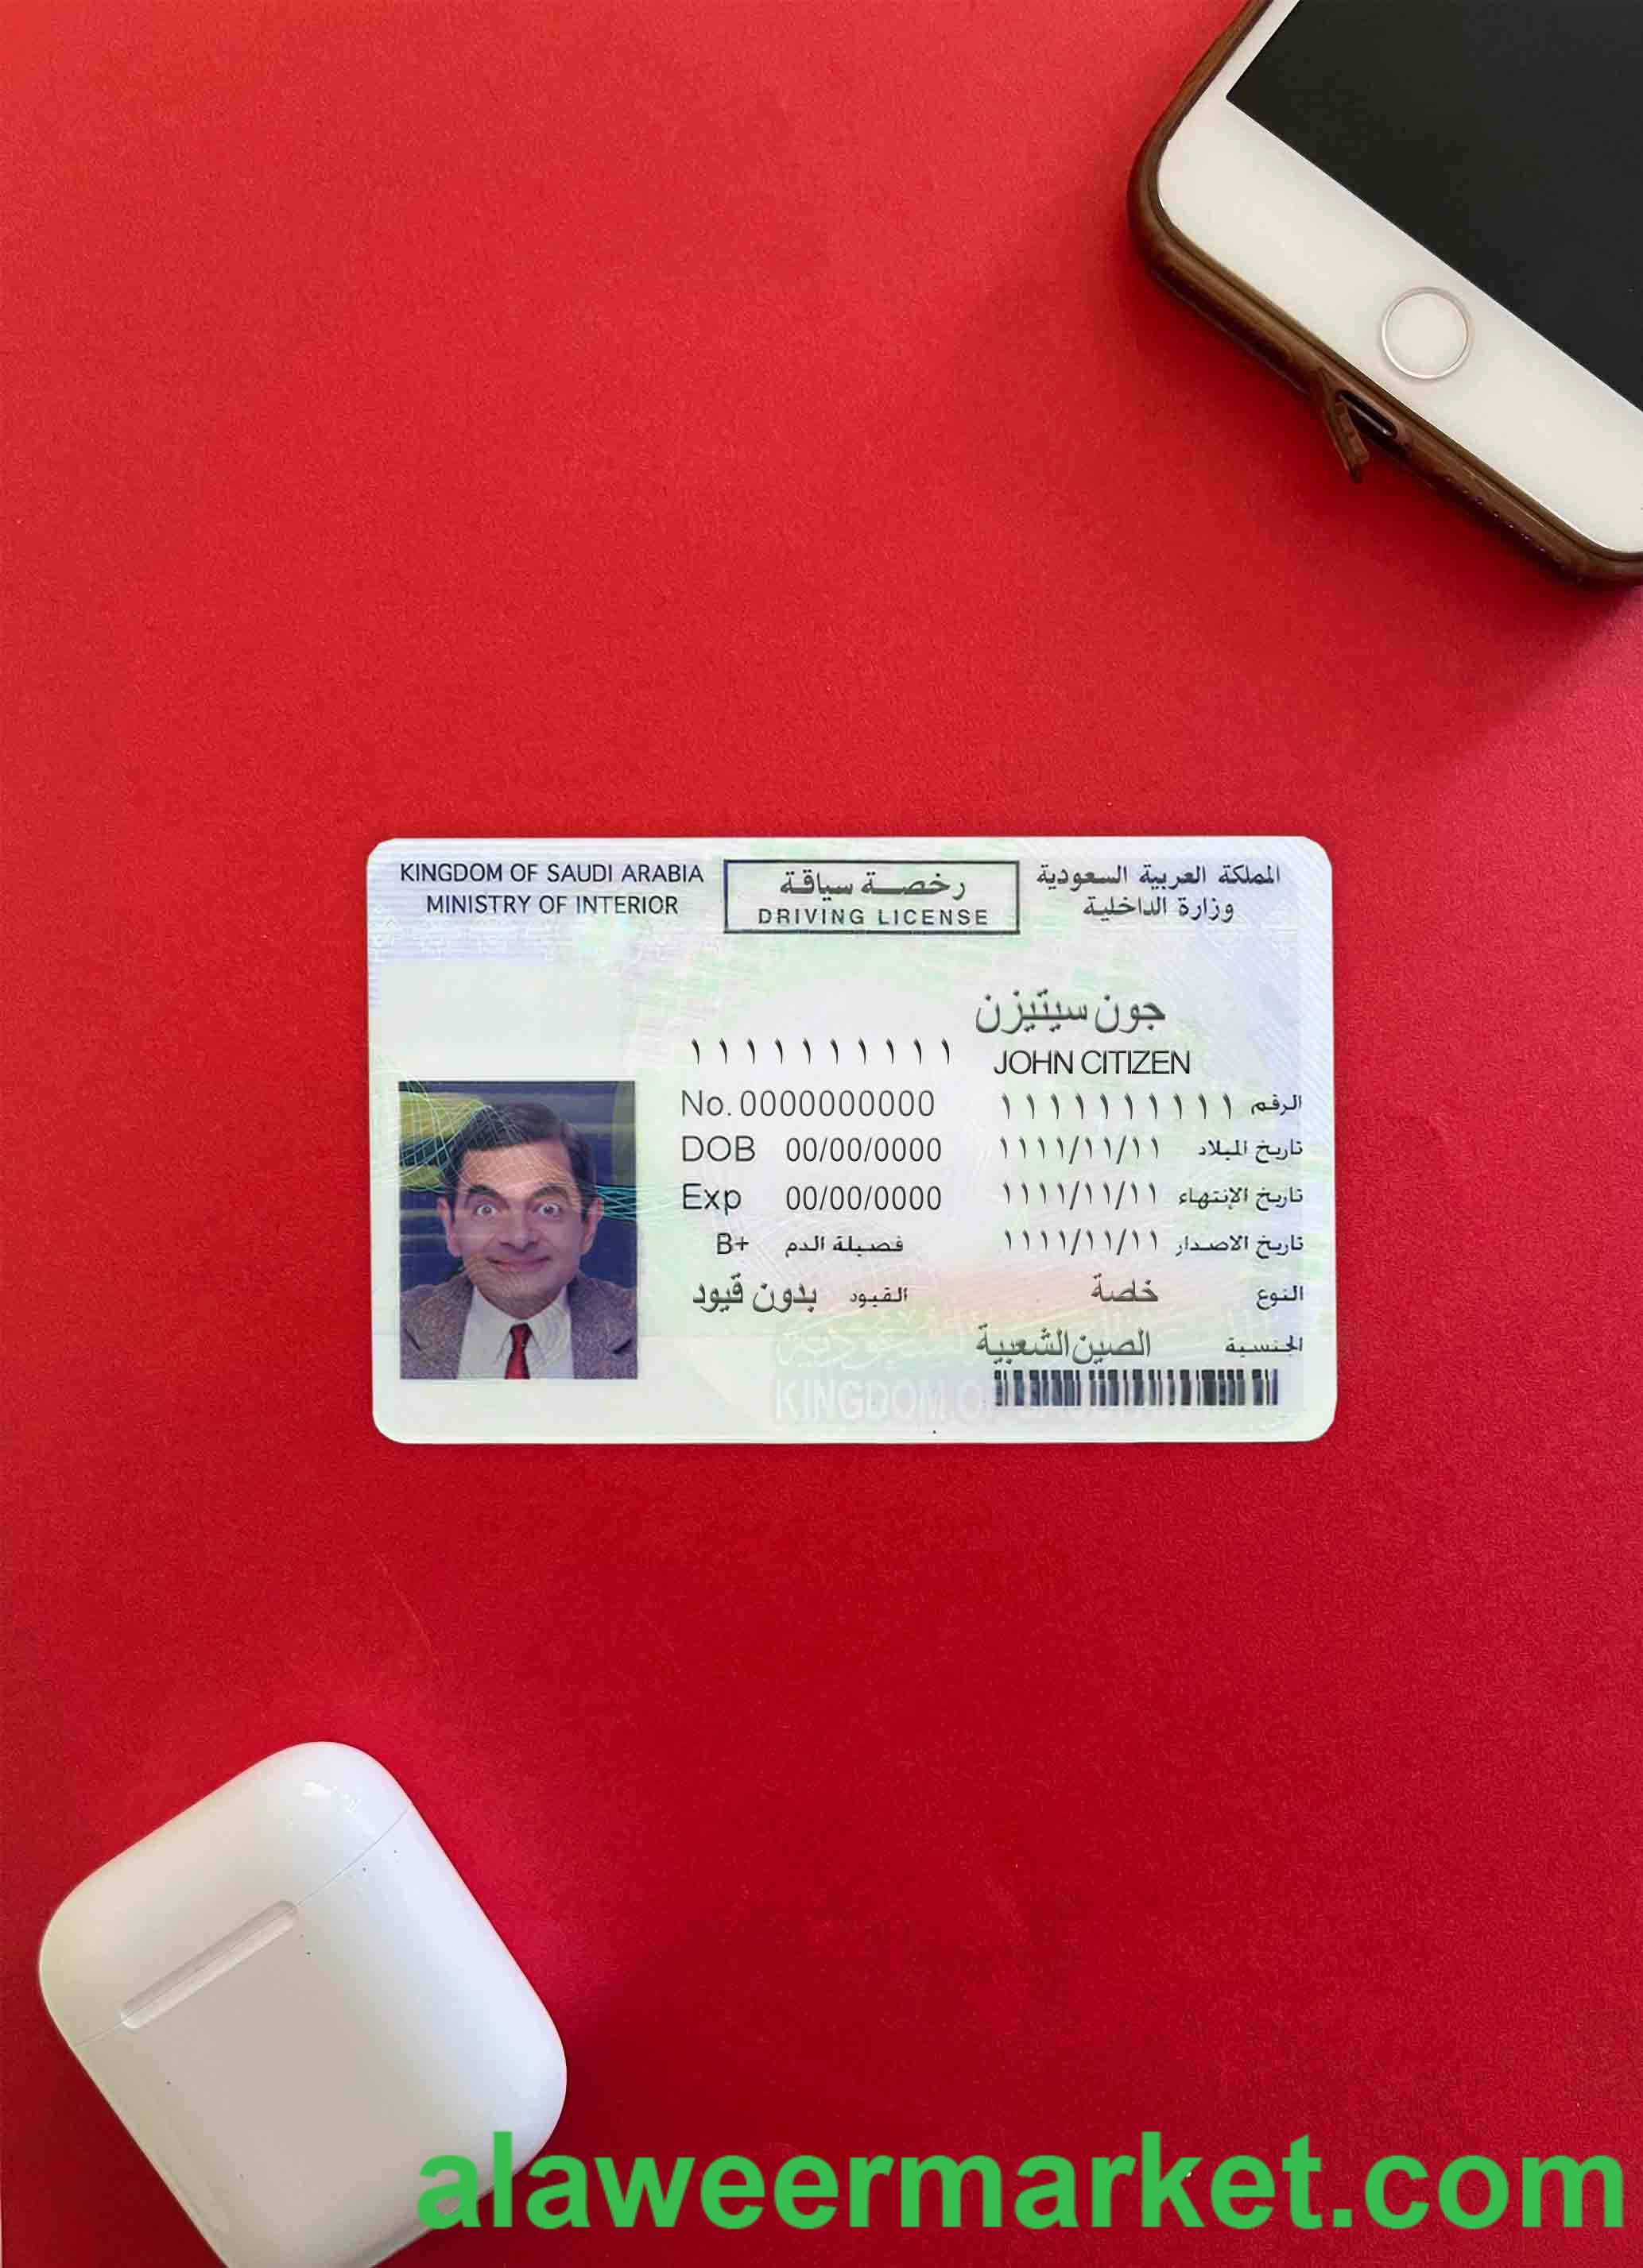 KINGDOM OF SAUDI ARABIA
MINISTRY OF INTERIOR
رخصة سياقة
DRIVING LICENSE
المملكة العربية السعودية
وزارة الداخلية
جون سيتيزن
١١١١١١١١١١
JOHN CITIZEN
No. 0000000000
الرقم ١١١١١١١١١١
DOB 00/00/0000
تاريخ الميلاد ١١١١/١١/١١
Exp 00/00/0000
تاريخ الإنتهاء ١١١١/١١/١١
فصيلة الدم B+
تاريخ الاصدار ١١١١/١١/١١
القيود بدون قيود
النوع خاصة
الجنسية الصين الشعبية
KINGDOM O
alaweermarket.com